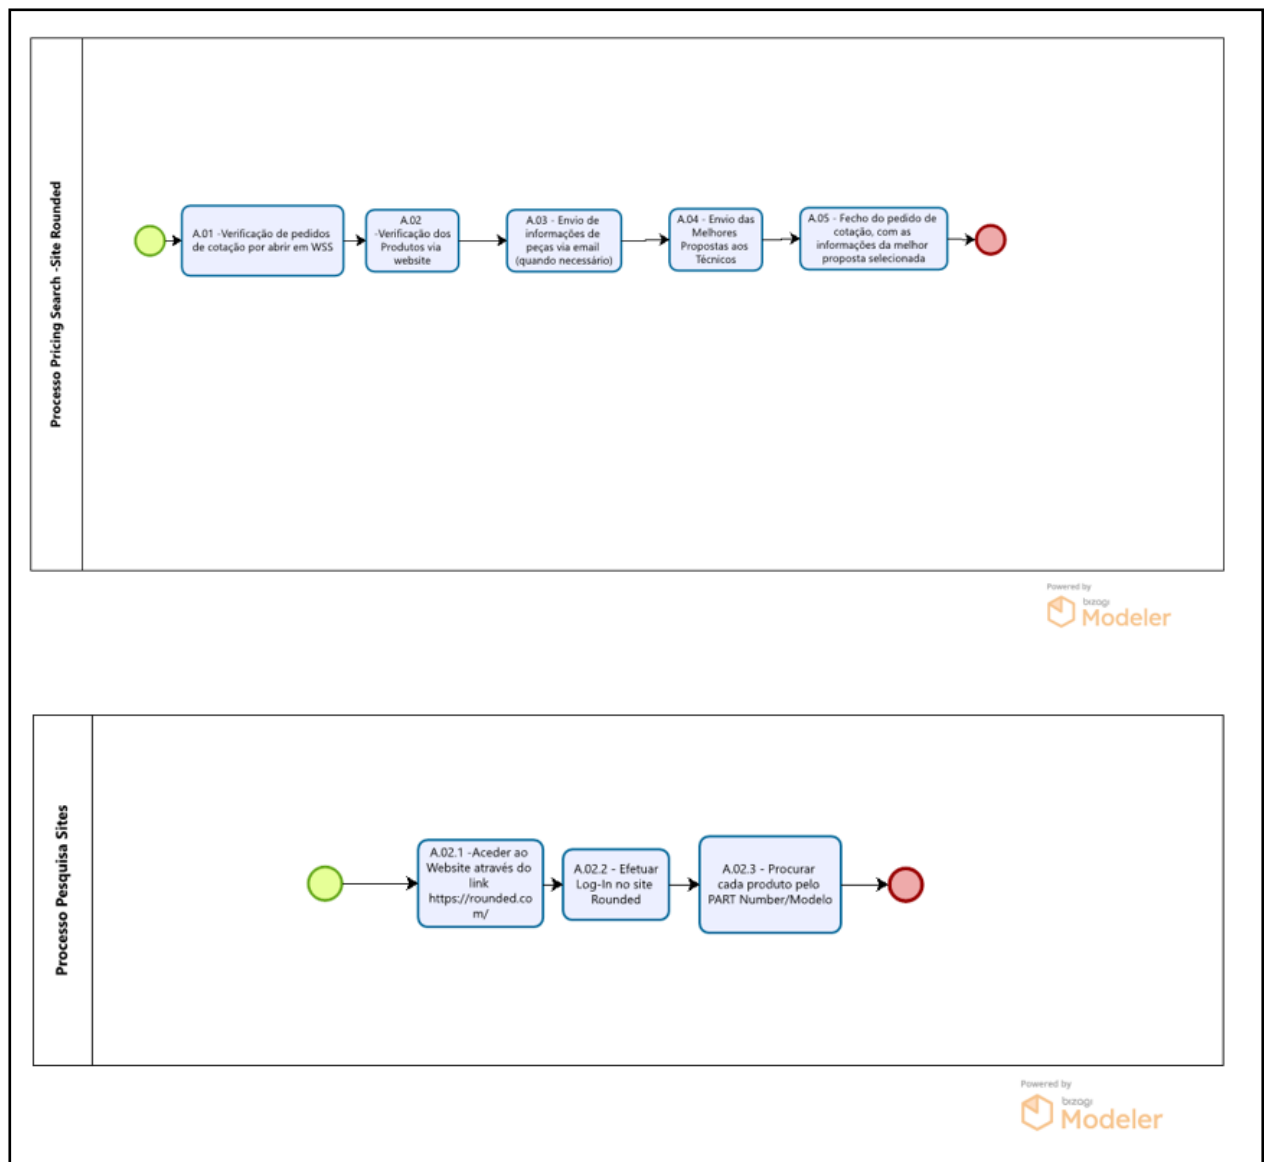 Processo Pricing Search -Site Rounded
A.01 -Verificação de pedidos
de cotação por abrir em WSS
A.02
-Verificação dos
Produtos via
website
A.03 - Envio de
informações de
peças via email
(quando necessário)
A.04 - Envio das
Melhores
Propostas aos
Técnicos
A.05 - Fecho do pedido de
cotação, com as
informações da melhor
proposta selecionada
Powered by
bizagi
Modeler
Processo Pesquisa Sites
A.02.1 -Aceder ao
Website através do
link
https://rounded.co
m/
A.02.2 - Efetuar
Log-In no site
Rounded
A.02.3 - Procurar
cada produto pelo
PART Number/Modelo
Powered by
bizagi
Modeler